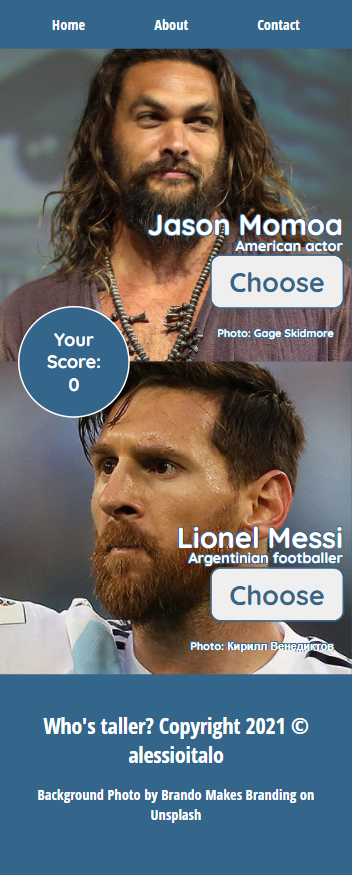 Home About Contact
Jason Momoa
American actor
Choose
Photo: Gage Skidmore
Your
Score:
0
Lionel Messi
Argentinian footballer
Choose
Photo: Кирилл Венедиктов
Who's taller? Copyright 2021 ©
alessioitalo
Background Photo by Brando Makes Branding on
Unsplash